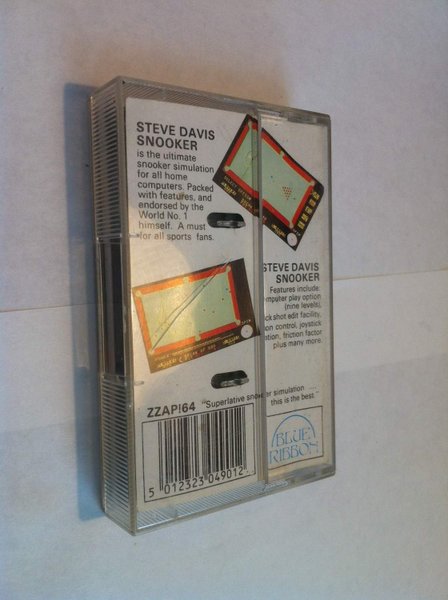 STEVE DAVIS
SNOOKER
is the ultimate
snooker simulation
for all home
computers. Packed
with features, and
endorsed by the
World No. 1
himself. A must
for all sports fans.
STEVE DAVIS
SNOOKER
Features include:
computer play option
(nine levels),
shot edit facility,
control, joystick
friction factor
plus many more.
ZZAP!64 "Superlative snooker simulation ....
this is the best.
BLUE
RIBBON
5 012323 049012